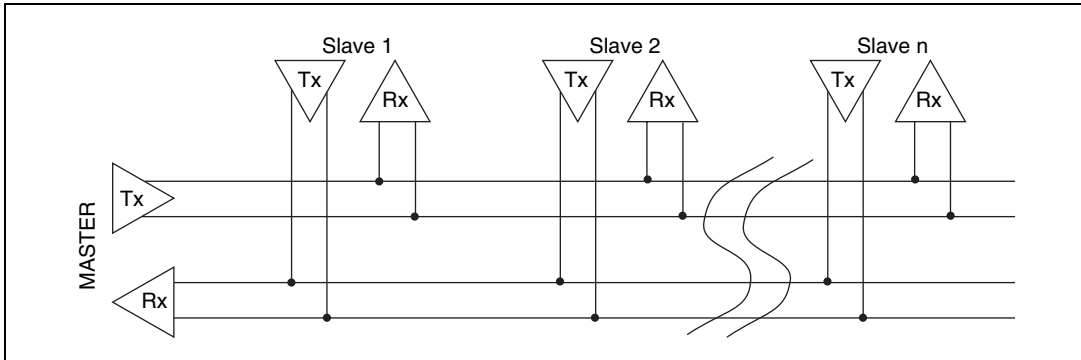 Slave 1
Slave 2
Slave n
Tx
Rx
Tx
Rx
Tx
Rx
Tx
MASTER
Rx